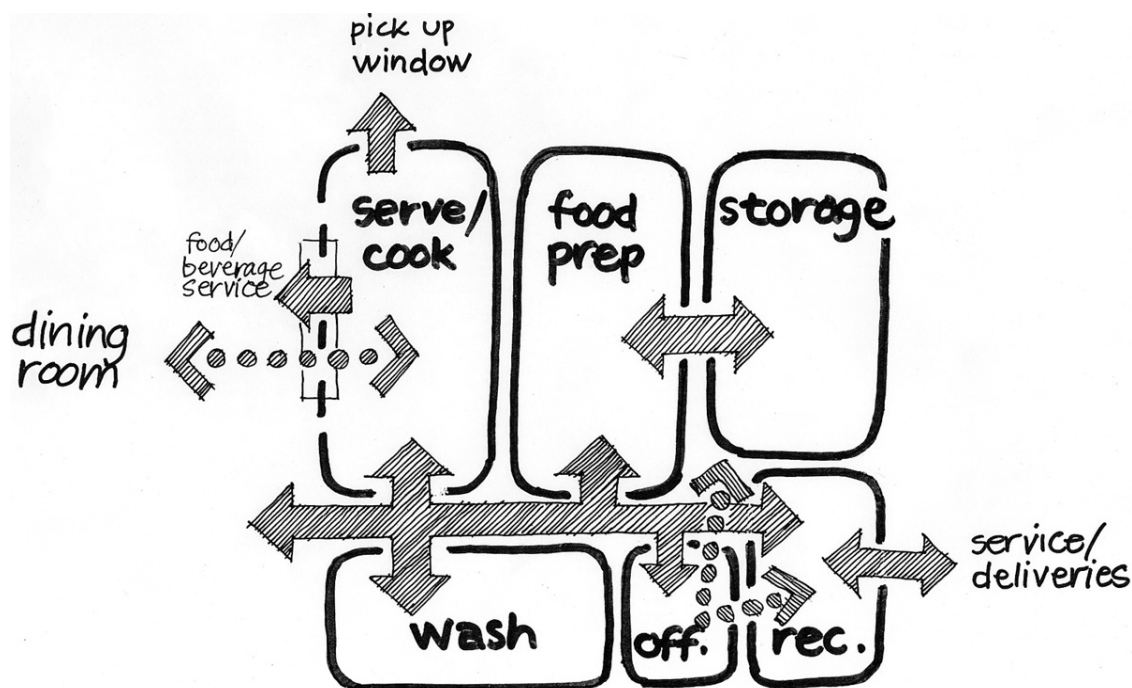 pick up
window
serve/
cook
food
prep
storage
food/
beverage
service
dining
room
service/
deliveries
wash
off.
rec.